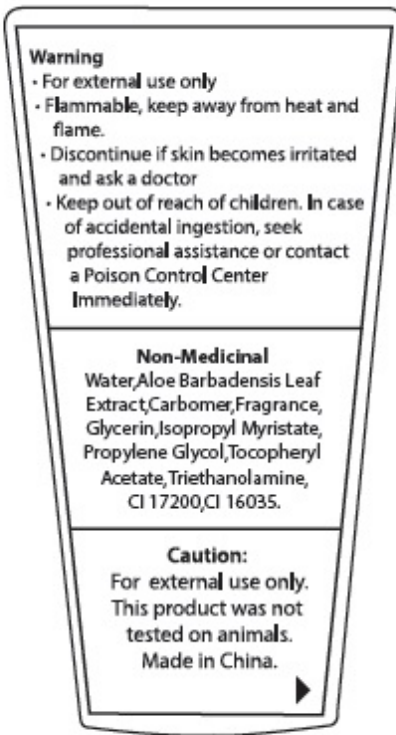 Warning
· For external use only
· Flammable, keep away from heat and
flame.
· Discontinue if skin becomes irritated
and ask a doctor
· Keep out of reach of children. In case
of accidental ingestion, seek
professional assistance or contact
a Poison Control Center
Immediately.
Non-Medicinal
Water,Aloe Barbadensis Leaf
Extract,Carbomer,Fragrance,
Glycerin,Isopropyl Myristate,
Propylene Glycol,Tocopheryl
Acetate,Triethanolamine,
CI 17200,CI 16035.
Caution:
For external use only.
This product was not
tested on animals.
Made in China.